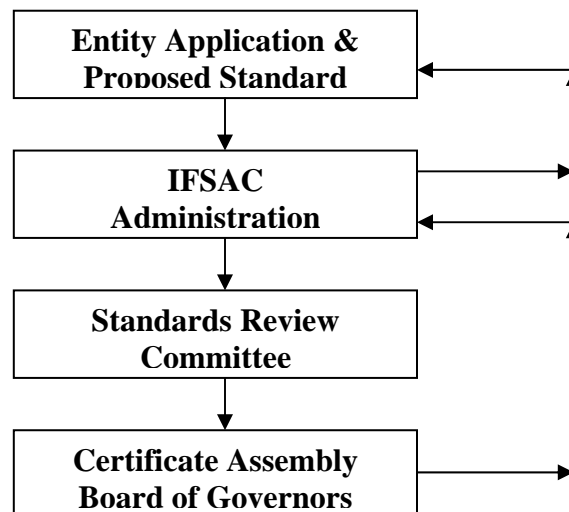 Entity Application &
Proposed Standard
IFSAC
Administration
Standards Review
Committee
Certificate Assembly
Board of Governors